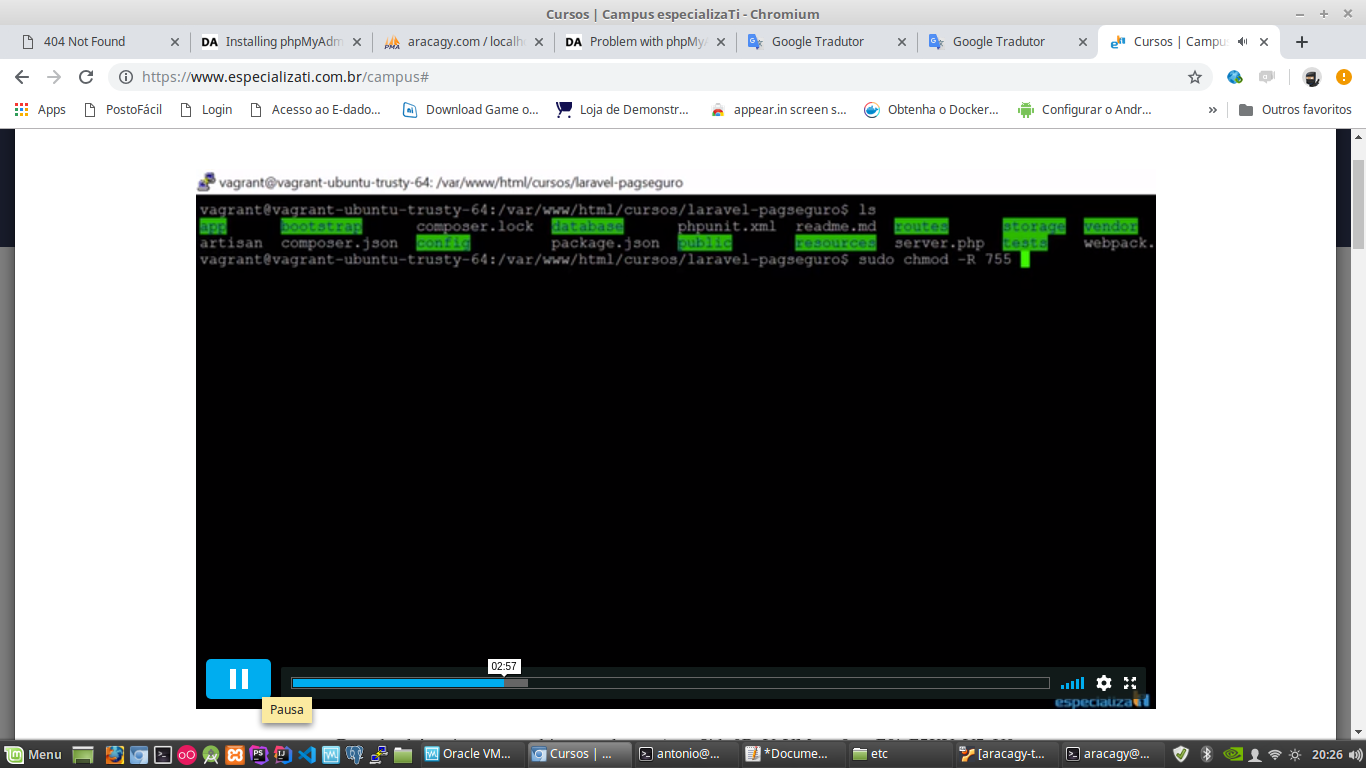 Cursos | Campus especializaTi - Chromium
404 Not Found
Installing phpMyAdm
aracagy.com / localh
Problem with phpMyA
Google Tradutor
Google Tradutor
Cursos | Campu
https://www.especializati.com.br/campus#
Apps
PostoFácil
Login
Acesso ao E-dado...
Download Game o...
Loja de Demonstr...
appear.in screen s...
Obtenha o Docker...
Configurar o Andr...
»
Outros favoritos
vagrant@vagrant-ubuntu-trusty-64: /var/www/html/cursos/laravel-pagseguro
vagrant@vagrant-ubuntu-trusty-64:/var/www/html/cursos/laravel-pagseguro$ ls
app bootstrap composer.lock database phpunit.xml readme.md routes storage vendor
artisan composer.json config package.json public resources server.php tests webpack.
vagrant@vagrant-ubuntu-trusty-64:/var/www/html/cursos/laravel-pagseguro$ sudo chmod -R 755
02:57
Pausa
especializaTi
Menu
Oracle VM...
Cursos | ...
antonio@...
*Docume...
etc
[aracagy-t...
aracagy@...
20:26